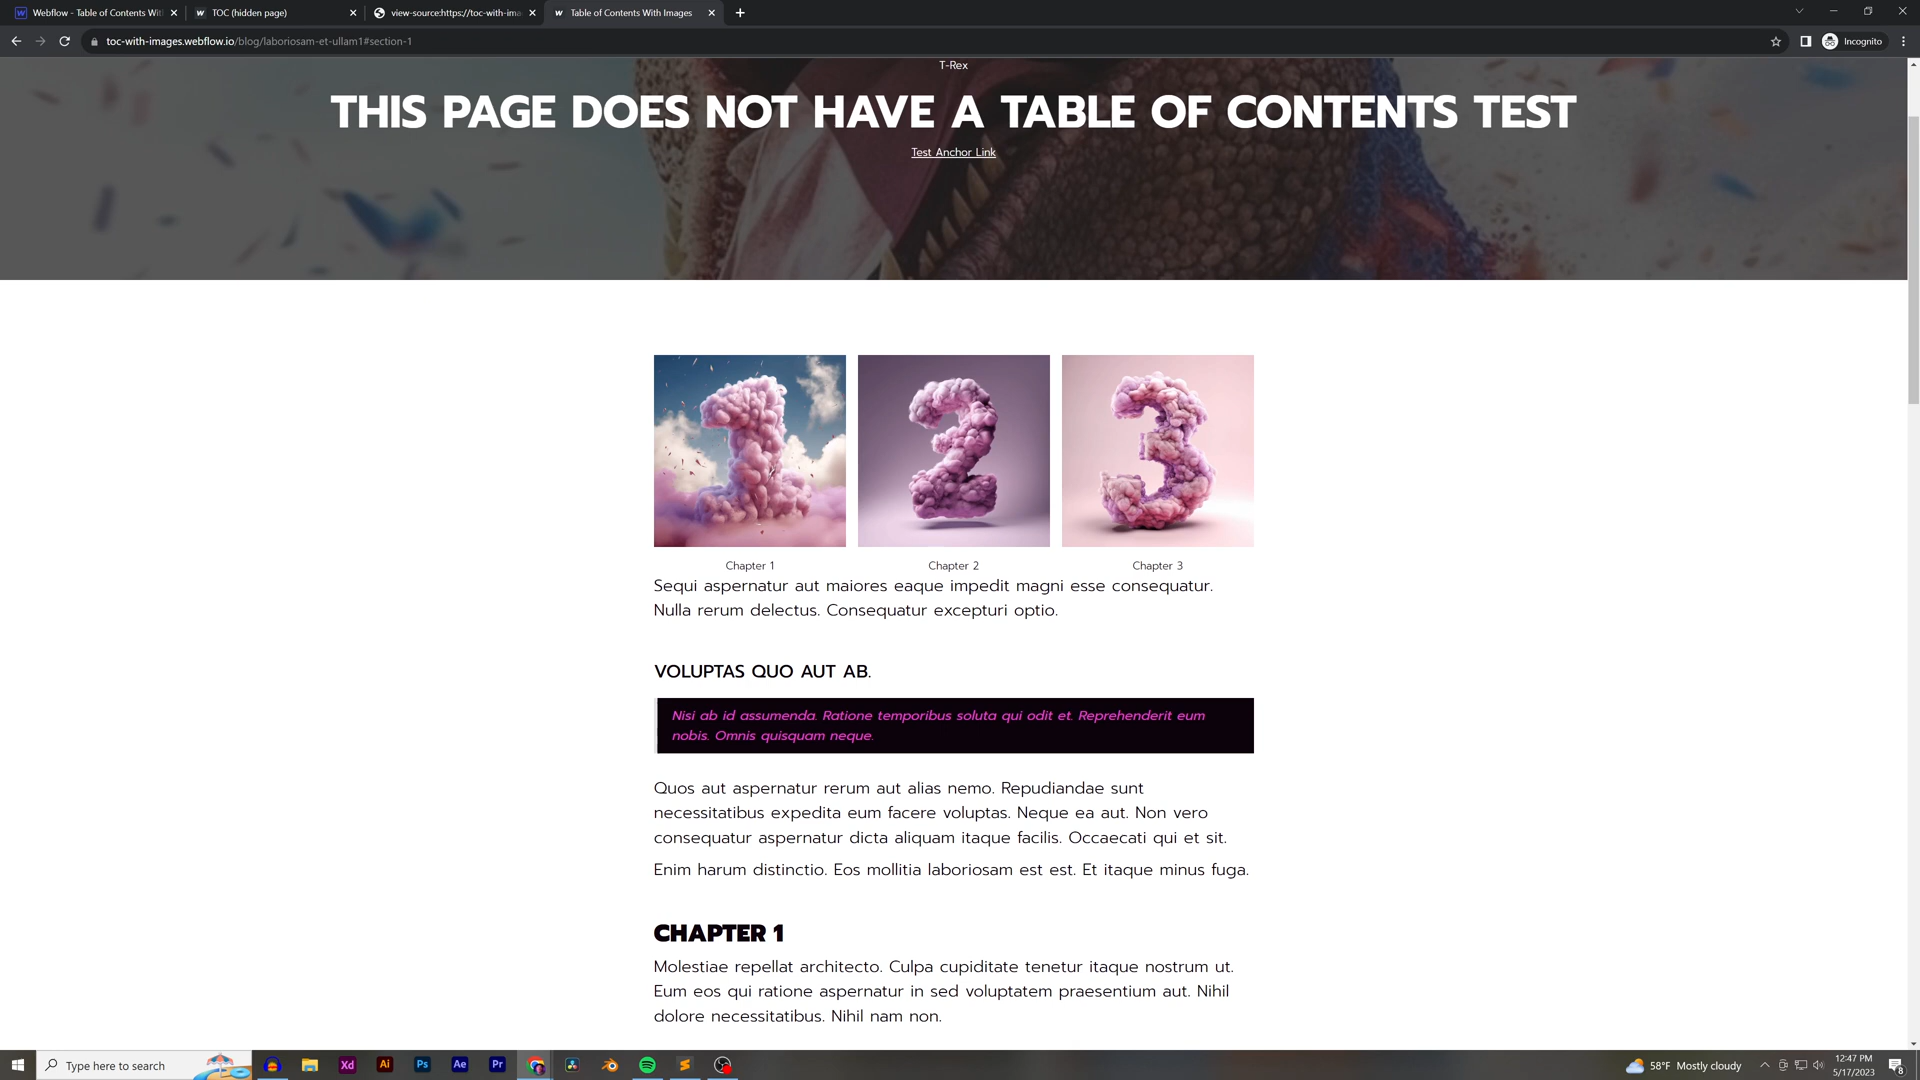 Webflow - Table of Contents Wit
TOC (hidden page)
view-source:https://toc-with-ima
Table of Contents With Images
toc-with-images.webflow.io/blog/laboriosam-et-ullam1#section-1
Incognito
T-Rex
THIS PAGE DOES NOT HAVE A TABLE OF CONTENTS TEST
Test Anchor Link
Chapter 1
Chapter 2
Chapter 3
Sequi aspernatur aut maiores eaque impedit magni esse consequatur.
Nulla rerum delectus. Consequatur excepturi optio.
VOLUPTAS QUO AUT AB.
Nisi ab id assumenda. Ratione temporibus soluta qui odit et. Reprehenderit eum
nobis. Omnis quisquam neque.
Quos aut aspernatur rerum aut alias nemo. Repudiandae sunt
necessitatibus expedita eum facere voluptas. Neque ea aut. Non vero
consequatur aspernatur dicta aliquam itaque facilis. Occaecati qui et sit.
Enim harum distinctio. Eos mollitia laboriosam est est. Et itaque minus fuga.
CHAPTER 1
Molestiae repellat architecto. Culpa cupiditate tenetur itaque nostrum ut.
Eum eos qui ratione aspernatur in sed voluptatem praesentium aut. Nihil
dolore necessitatibus. Nihil nam non.
Type here to search
Xd
Ai
Ps
Ae
Pr
58°F Mostly cloudy
12:47 PM
5/17/2023
8